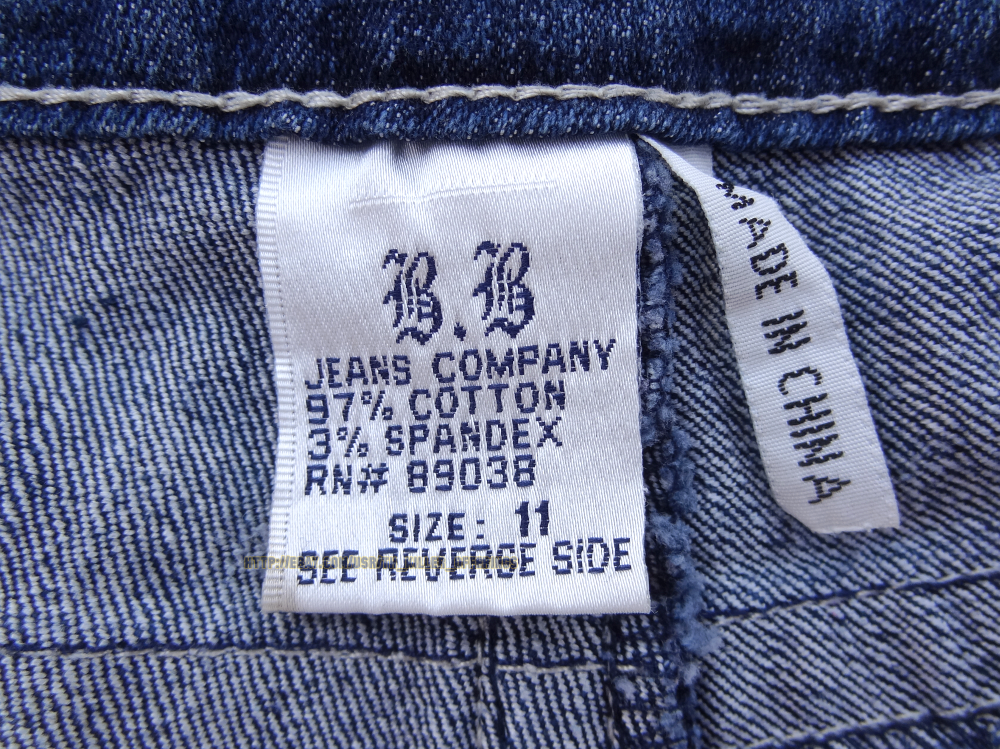 B.B
JEANS COMPANY
97% COTTON
3% SPANDEX
RN# 89038
SIZE: 11
SEE REVERSE SIDE
MADE IN CHINA